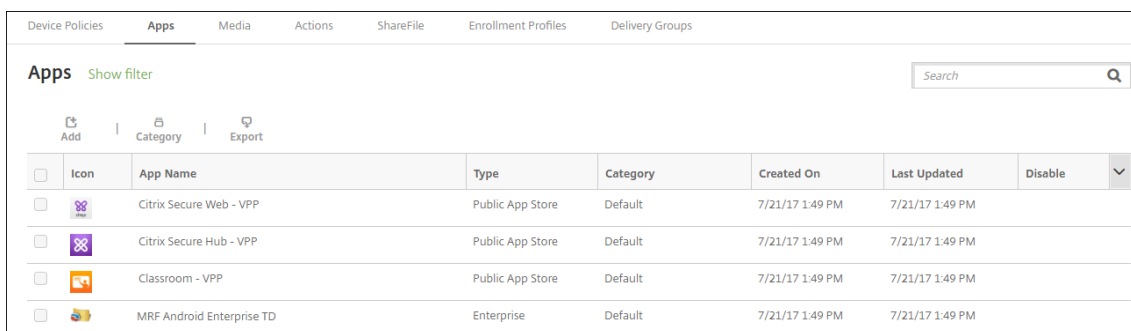 Device Policies Apps Media Actions ShareFile Enrollment Profiles Delivery Groups
Apps Show filter Search
Add | Category | Export
Icon App Name Type Category Created On Last Updated Disable
Citrix Secure Web - VPP Public App Store Default 7/21/17 1:49 PM 7/21/17 1:49 PM
Citrix Secure Hub - VPP Public App Store Default 7/21/17 1:49 PM 7/21/17 1:49 PM
Classroom - VPP Public App Store Default 7/21/17 1:49 PM 7/21/17 1:49 PM
MRF Android Enterprise TD Enterprise Default 7/21/17 1:49 PM 7/21/17 1:49 PM